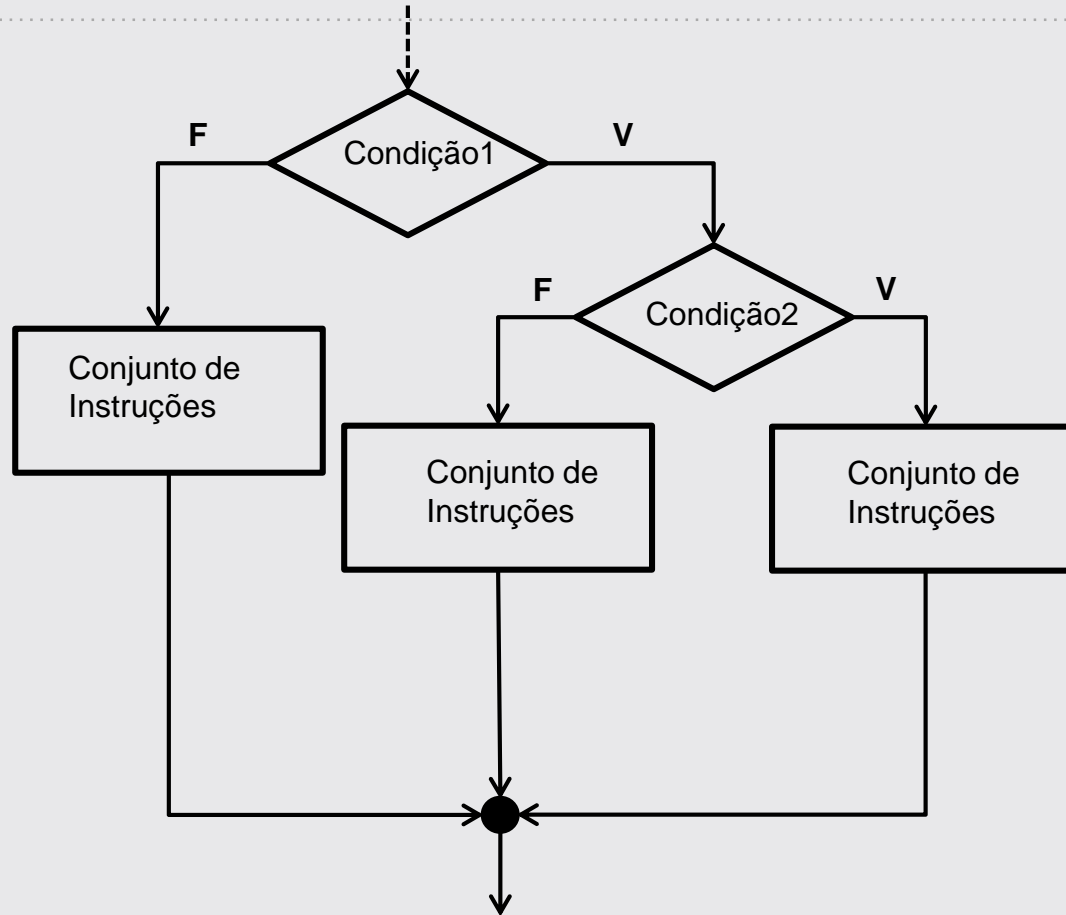 F
Condição1
V
F
Condição2
V
Conjunto de
Instruções
Conjunto de
Instruções
Conjunto de
Instruções